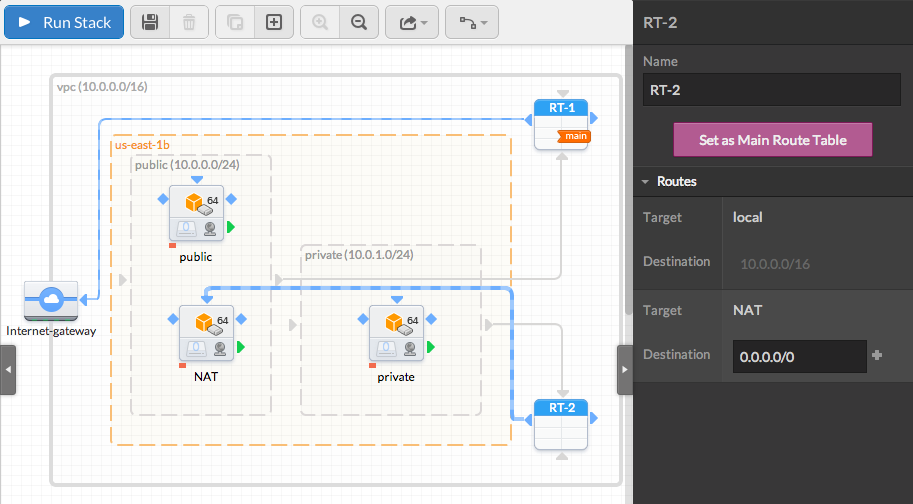 Run Stack
vpc (10.0.0.0/16)
RT-1
main
us-east-1b
public (10.0.0.0/24)
64
public
private (10.0.1.0/24)
Internet-gateway
64
NAT
64
private
RT-2
RT-2
Name
RT-2
Set as Main Route Table
Routes
Target local
Destination 10.0.0.0/16
Target NAT
Destination 0.0.0.0/0